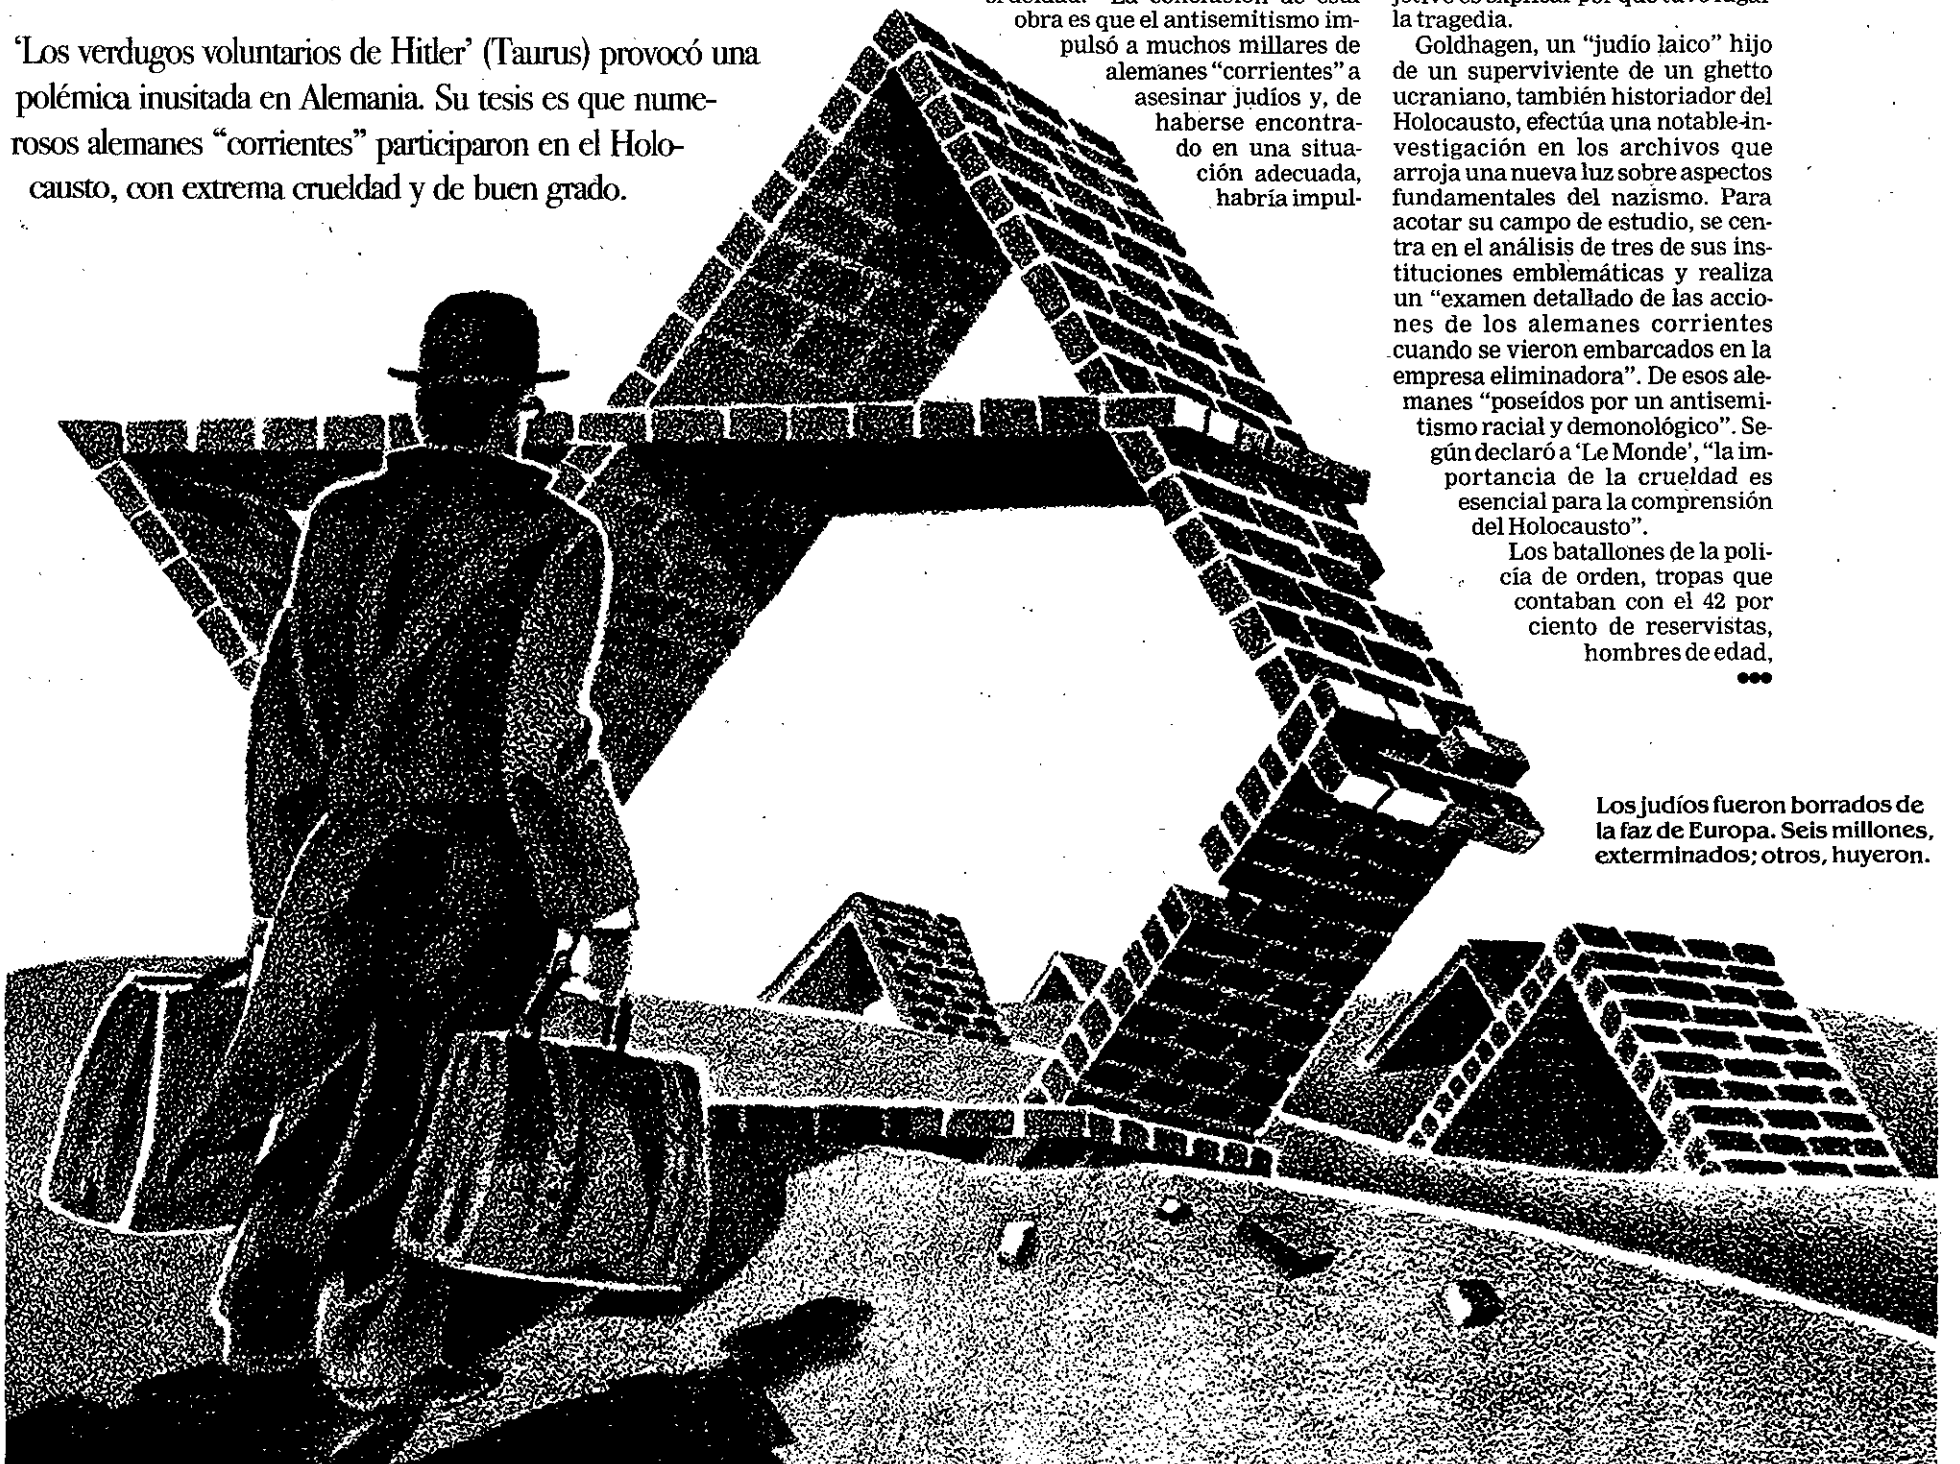 ‘Los verdugos voluntarios de Hitler’ (Taurus) provocó una
polémica inusitada en Alemania. Su tesis es que nume-
rosos alemanes “corrientes” participaron en el Holo-
causto, con extrema crueldad y de buen grado.
obra es que el antisemitismo im-
pulsó a muchos millares de
alemanes “corrientes” a
asesinar judíos y, de
haberse encontra-
do en una situa-
ción adecuada,
habría impul-
la tragedia.
Goldhagen, un “judío laico” hijo
de un superviviente de un ghetto
ucraniano, también historiador del
Holocausto, efectúa una notable in-
vestigación en los archivos que
arroja una nueva luz sobre aspectos
fundamentales del nazismo. Para
acotar su campo de estudio, se cen-
tra en el análisis de tres de sus ins-
tituciones emblemáticas y realiza
un “examen detallado de las accio-
nes de los alemanes corrientes
cuando se vieron embarcados en la
empresa eliminadora”. De esos ale-
manes “poseídos por un antisemi-
tismo racial y demonológico”. Se-
gún declaró a ‘Le Monde’, “la im-
portancia de la crueldad es
esencial para la comprensión
del Holocausto”.
Los batallones de la poli-
cía de orden, tropas que
contaban con el 42 por
ciento de reservistas,
hombres de edad,
●●●
Los judíos fueron borrados de
la faz de Europa. Seis millones,
exterminados; otros, huyeron.